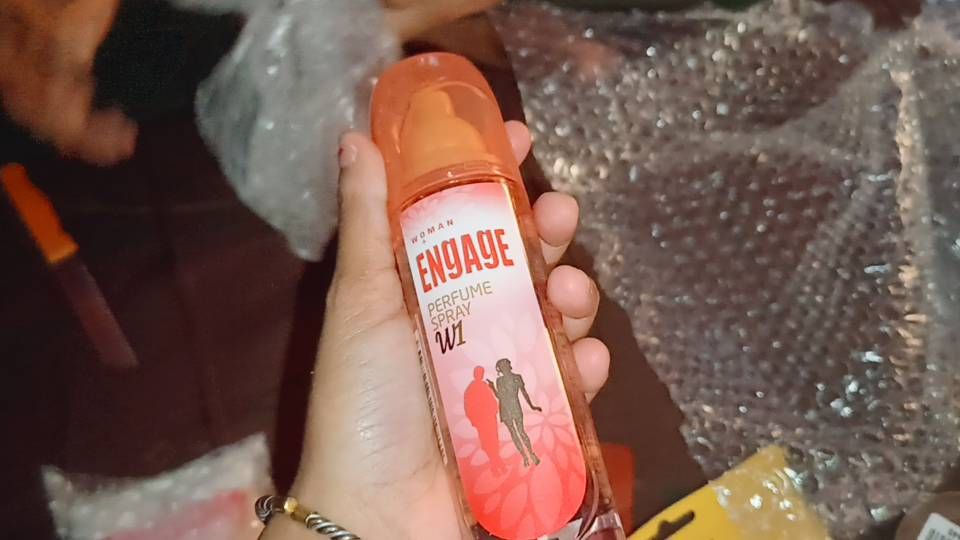 WOMAN
ENgAgE
PERFUME
SPRAY
W1